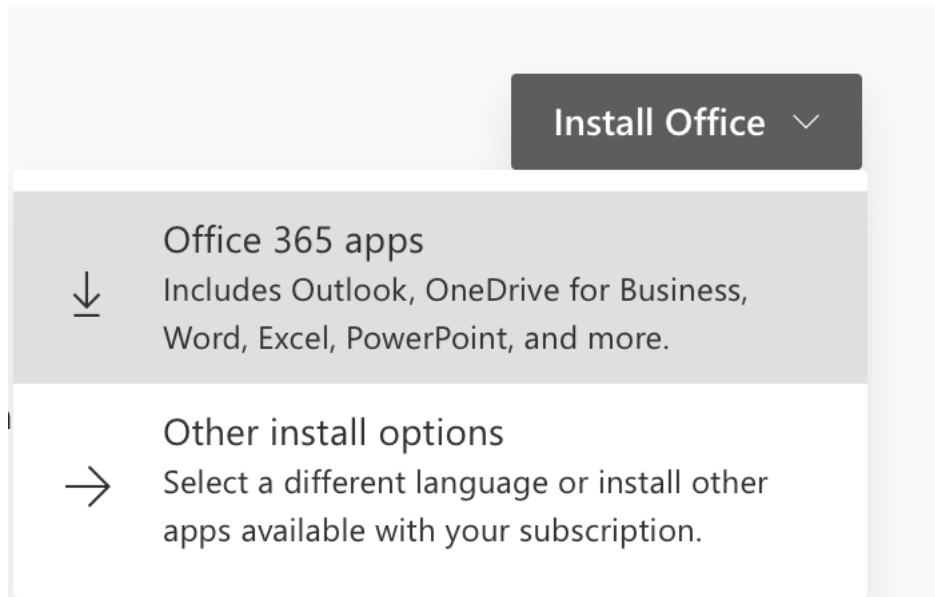 Install Office
Office 365 apps
Includes Outlook, OneDrive for Business,
Word, Excel, PowerPoint, and more.
Other install options
Select a different language or install other
apps available with your subscription.